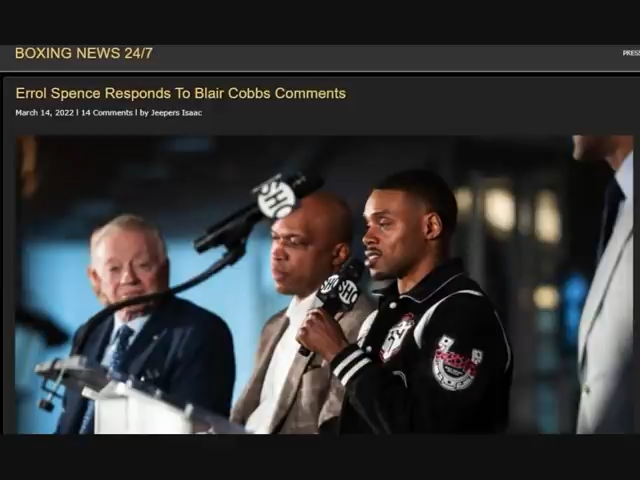 BOXING NEWS 24/7
PRESS
Errol Spence Responds To Blair Cobbs Comments
March 14, 2022 | 14 Comments | by Jeepers Isaac
SHO
SHO